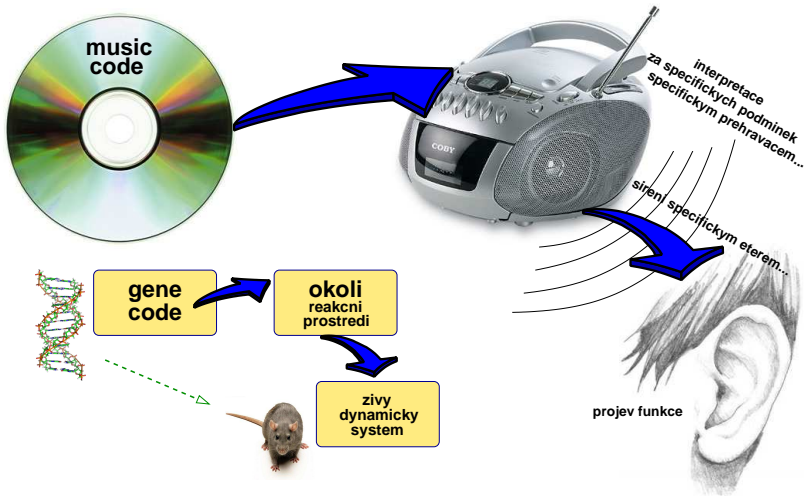 music
code
COBY
interpretace
za specifickych podminek
specifickym prehravacem...
sireni specifickym eterem...
gene
code
okoli
reakcni
prostredi
zivy
dynamicky
system
projev funkce